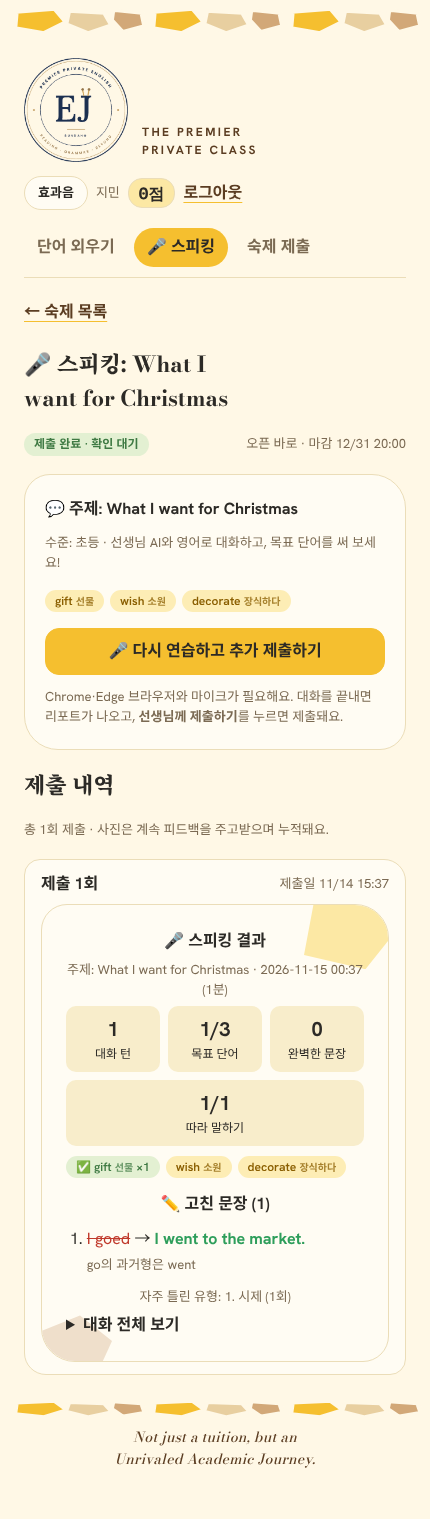 PREMIER PRIVATE ENGLISH
EJ
THE PREMIER
PRIVATE CLASS
효과음 지민 0점 로그아웃
단어 외우기 🎤 스피킹 숙제 제출
← 숙제 목록
🎤 스피킹: What I
want for Christmas
제출 완료 · 확인 대기 오픈 바로 · 마감 12/31 20:00
💬 주제: What I want for Christmas
수준: 초등 · 선생님 AI와 영어로 대화하고, 목표 단어를 써 보세
요!
gift 선물 wish 소원 decorate 장식하다
🎤 다시 연습하고 추가 제출하기
Chrome·Edge 브라우저와 마이크가 필요해요. 대화를 끝내면
리포트가 나오고, 선생님께 제출하기를 누르면 제출돼요.
제출 내역
총 1회 제출 · 사진은 계속 피드백을 주고받으며 누적돼요.
제출 1회 제출일 11/14 15:37
🎤 스피킹 결과
주제: What I want for Christmas · 2026-11-15 00:37
(1분)
1 1/3 0
대화 턴 목표 단어 완벽한 문장
1/1
따라 말하기
✅ gift 선물 ×1 wish 소원 decorate 장식하다
✏️ 고친 문장 (1)
1. I goed → I went to the market.
go의 과거형은 went
자주 틀린 유형: 1. 시제 (1회)
▶ 대화 전체 보기
Not just a tuition, but an
Unrivaled Academic Journey.